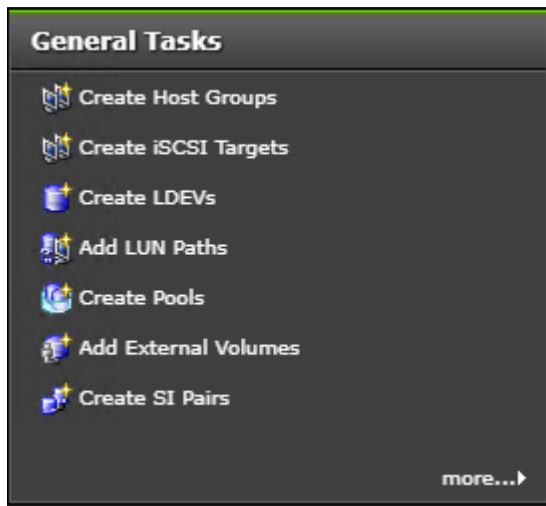 General Tasks
Create Host Groups
Create iSCSI Targets
Create LDEVs
Add LUN Paths
Create Pools
Add External Volumes
Create SI Pairs
more...